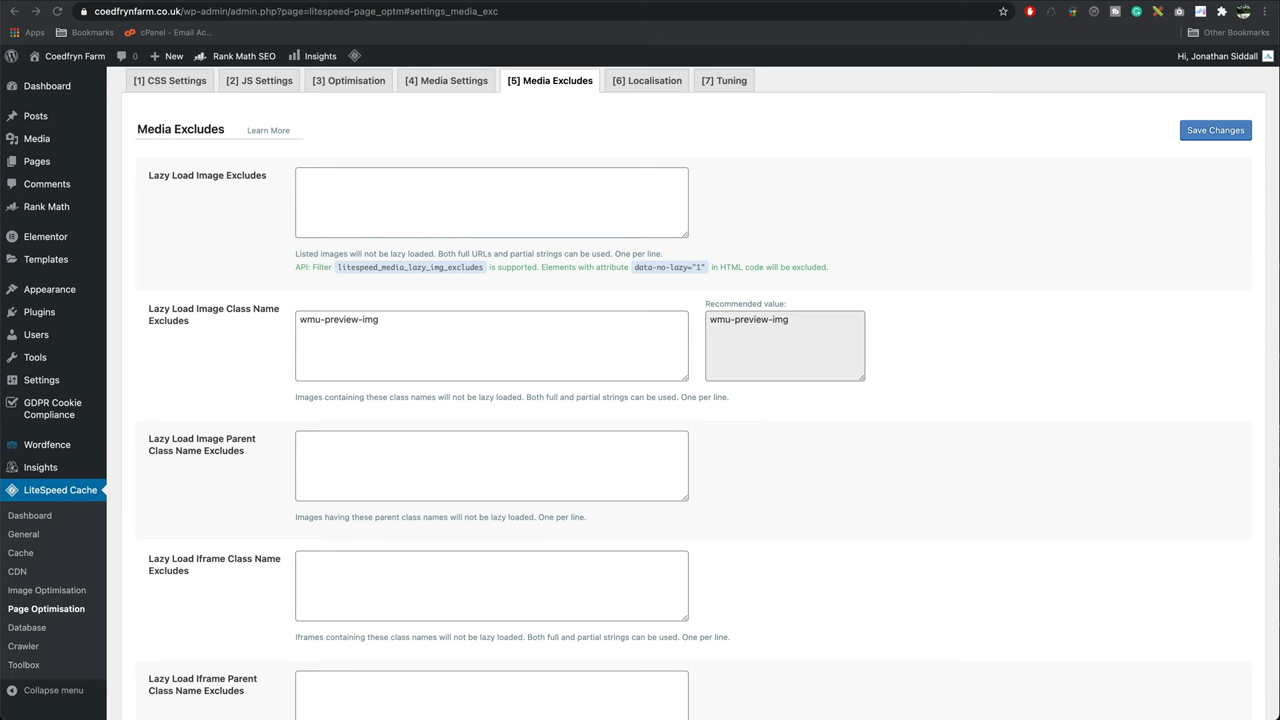 coedfrynfarm.co.uk/wp-admin/admin.php?page=litespeed-page_optm#settings_media_exc
Apps
Bookmarks
cPanel - Email Ac...
Other Bookmarks
Coedfryn Farm
0
New
Rank Math SEO
Insights
Hi, Jonathan Siddall
Dashboard
Posts
Media
Pages
Comments
Rank Math
Elementor
Templates
Appearance
Plugins
Users
Tools
Settings
GDPR Cookie
Compliance
Wordfence
Insights
LiteSpeed Cache
Dashboard
General
Cache
CDN
Image Optimisation
Page Optimisation
Database
Crawler
Toolbox
Collapse menu
[1] CSS Settings
[2] JS Settings
[3] Optimisation
[4] Media Settings
[5] Media Excludes
[6] Localisation
[7] Tuning
Media Excludes
Learn More
Save Changes
Lazy Load Image Excludes
Listed images will not be lazy loaded. Both full URLs and partial strings can be used. One per line.
API: Filter litespeed_media_lazy_img_excludes is supported. Elements with attribute data-no-lazy="1" in HTML code will be excluded.
Lazy Load Image Class Name
Excludes
wmu-preview-img
Recommended value:
wmu-preview-img
Images containing these class names will not be lazy loaded. Both full and partial strings can be used. One per line.
Lazy Load Image Parent
Class Name Excludes
Images having these parent class names will not be lazy loaded. One per line.
Lazy Load Iframe Class Name
Excludes
Iframes containing these class names will not be lazy loaded. Both full and partial strings can be used. One per line.
Lazy Load Iframe Parent
Class Name Excludes